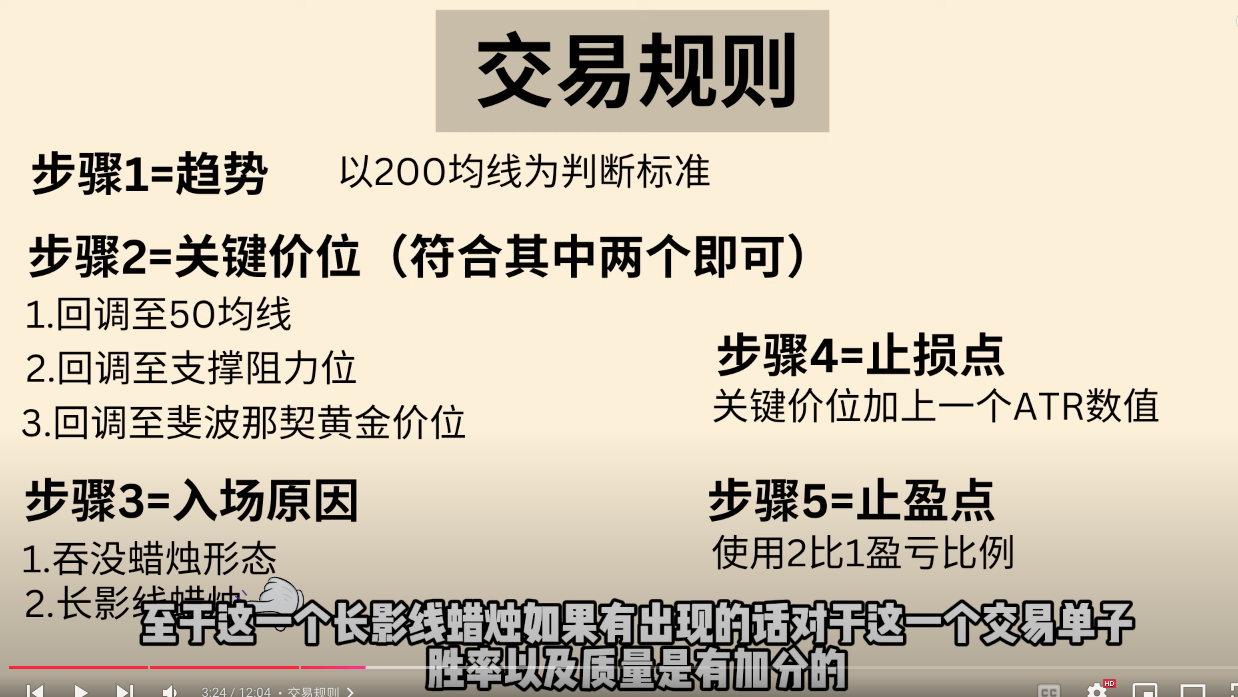 交易规则
步骤1=趋势 以200均线为判断标准
步骤2=关键价位（符合其中两个即可）
1.回调至50均线
2.回调至支撑阻力位
3.回调至斐波那契黄金价位
步骤3=入场原因
1.吞没蜡烛形态
2.长影线蜡烛
步骤4=止损点
关键价位加上一个ATR数值
步骤5=止盈点
使用2比1盈亏比例
至于这一个长影线蜡烛如果有出现的话对于这一个交易单子
胜率以及质量是有加分的
3:24 / 12:04 • 交易规则
CC
HD